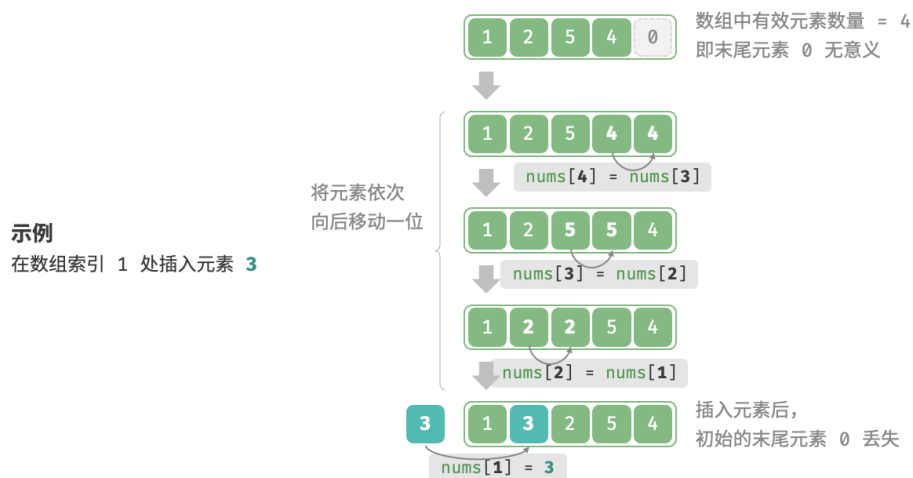 1 2 5 4 0
数组中有效元素数量 = 4
即末尾元素 0 无意义
1 2 5 4 4
nums[4] = nums[3]
将元素依次
向后移动一位
1 2 5 5 4
nums[3] = nums[2]
示例
在数组索引 1 处插入元素 3
1 2 2 5 4
nums[2] = nums[1]
3 1 3 2 5 4
插入元素后，
初始的末尾元素 0 丢失
nums[1] = 3